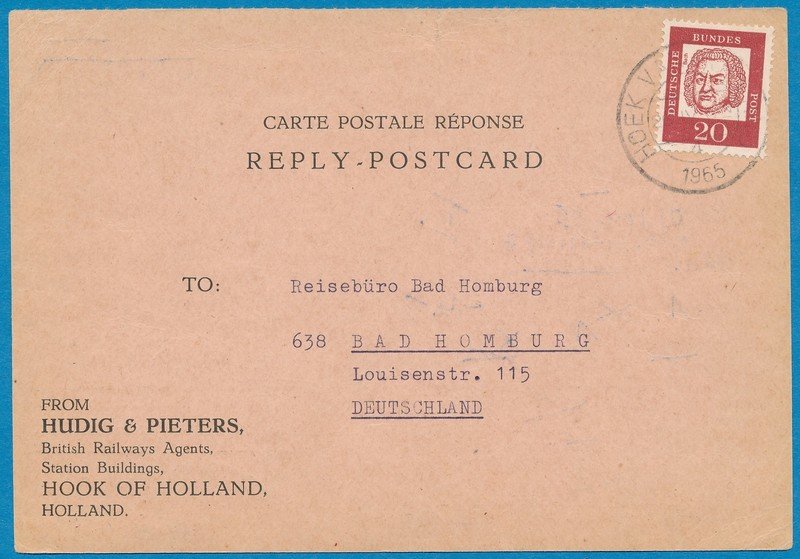 DEUTSCHE BUNDES POST
20
HOEK V
4
1965
CARTE POSTALE RÉPONSE
REPLY-POSTCARD
TO: Reisebüro Bad Homburg
638 BAD HOMBURG
Louisenstr. 115
DEUTSCHLAND
FROM
HUDIG & PIETERS,
British Railways Agents,
Station Buildings,
HOOK OF HOLLAND,
HOLLAND.